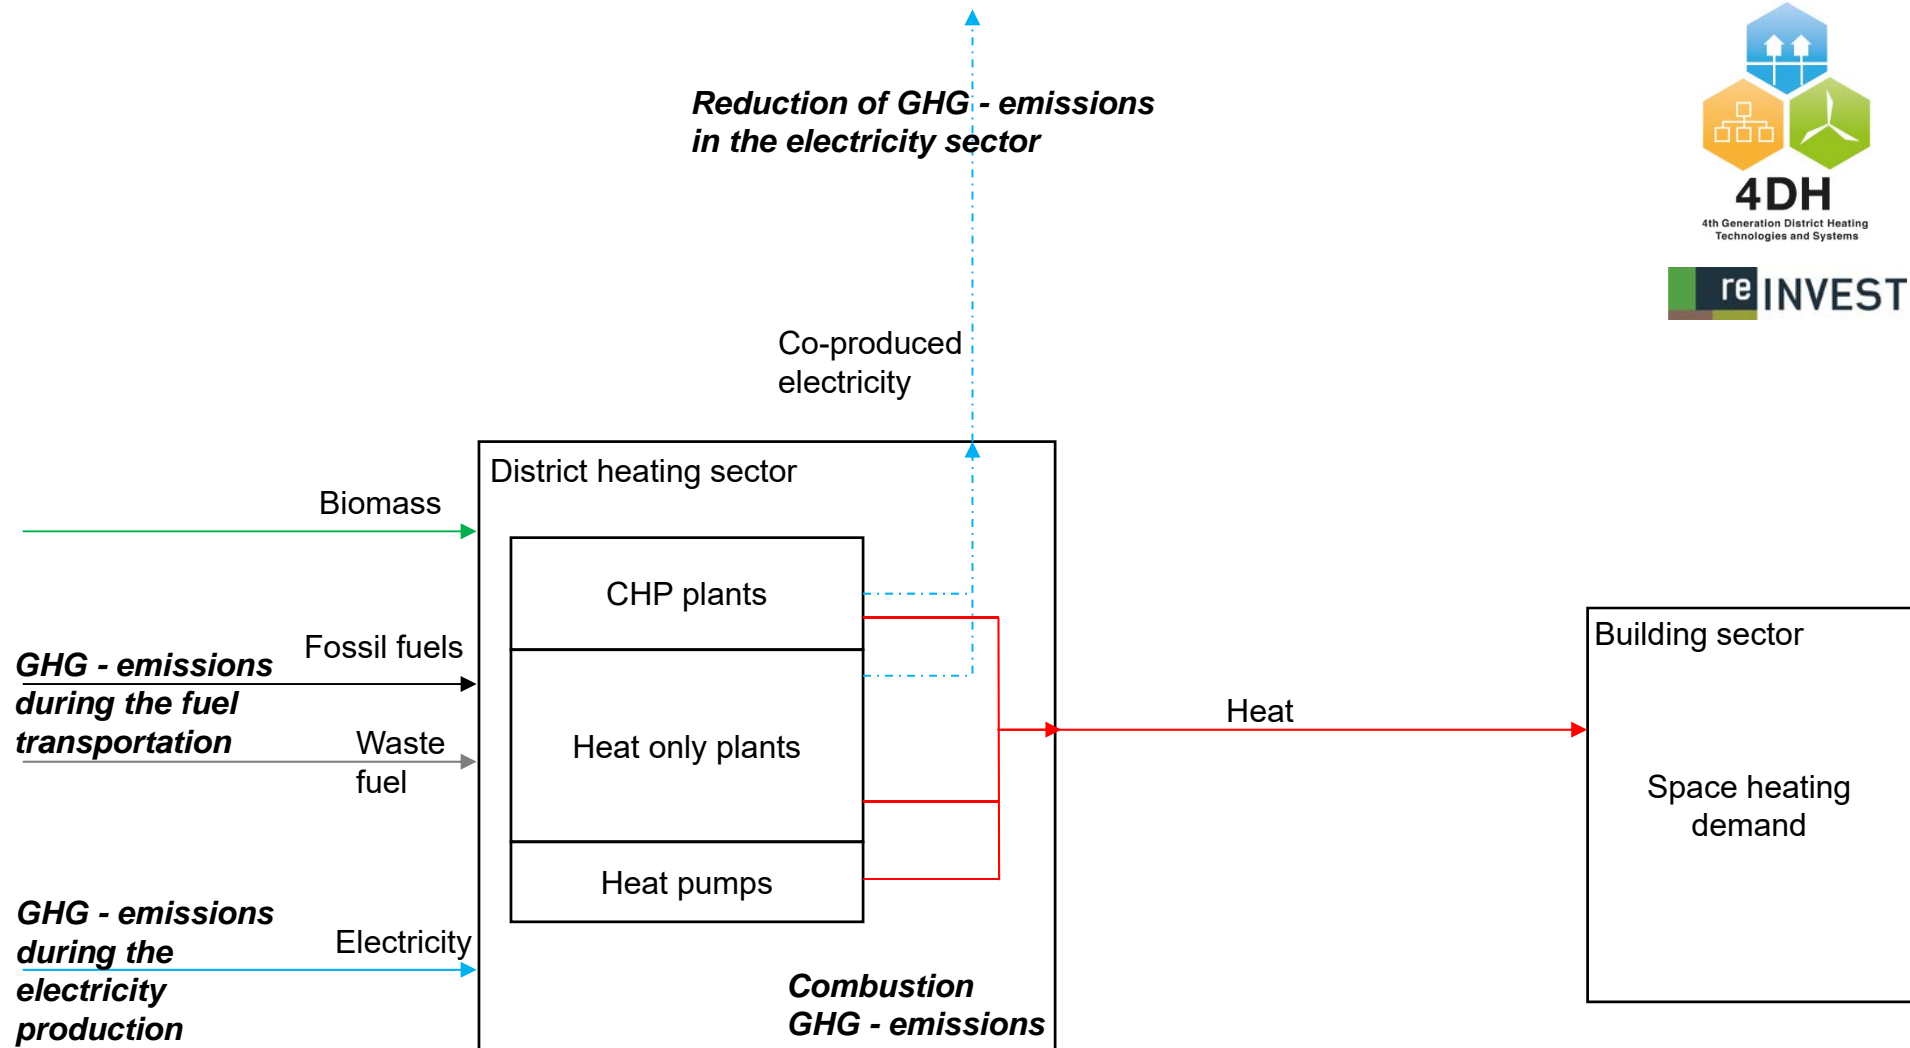 Reduction of GHG - emissions
in the electricity sector
4DH
4th Generation District Heating
Technologies and Systems
re INVEST
Co-produced
electricity
District heating sector
Biomass
CHP plants
Fossil fuels
GHG - emissions
during the fuel
transportation
Waste
fuel
Heat only plants
Heat
Building sector
Space heating
demand
Heat pumps
GHG - emissions
during the
electricity
production
Electricity
Combustion
GHG - emissions